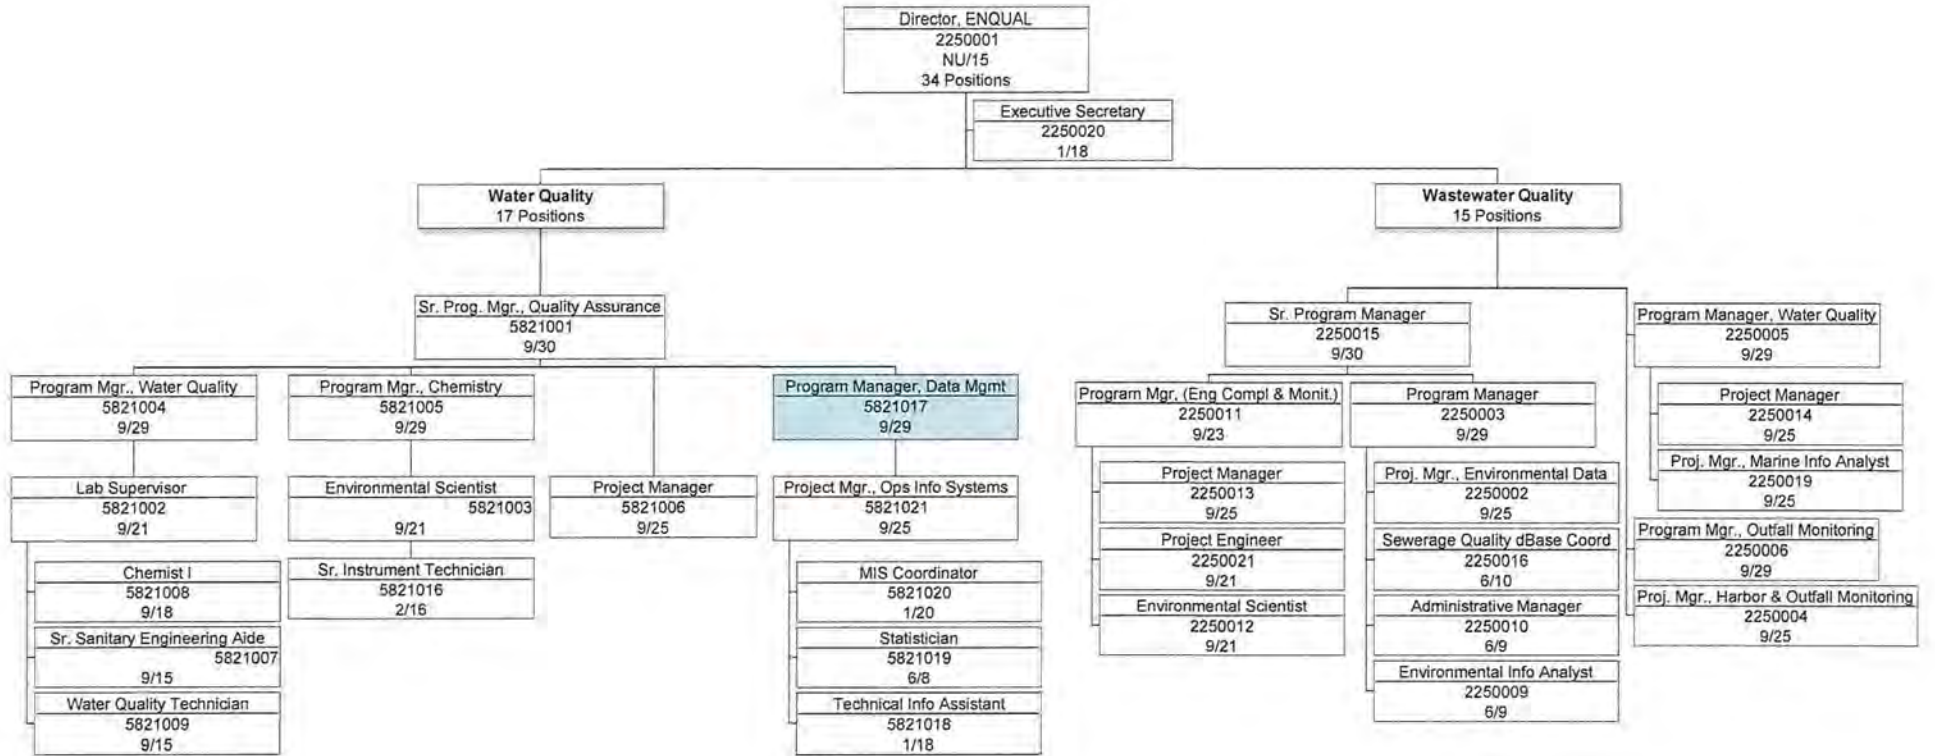 Director, ENQUAL
2250001
NU/15
34 Positions
Executive Secretary
2250020
1/18
Water Quality
17 Positions
Wastewater Quality
15 Positions
Sr. Prog. Mgr., Quality Assurance
5821001
9/30
Program Mgr., Water Quality
5821004
9/29
Lab Supervisor
5821002
9/21
Chemist I
5821008
9/18
Sr. Sanitary Engineering Aide
5821007
9/15
Water Quality Technician
5821009
9/15
Program Mgr., Chemistry
5821005
9/29
Environmental Scientist
5821003
9/21
Sr. Instrument Technician
5821016
2/16
Project Manager
5821006
9/25
Program Manager, Data Mgmt
5821017
9/29
Project Mgr., Ops Info Systems
5821021
9/25
MIS Coordinator
5821020
1/20
Statistician
5821019
6/8
Technical Info Assistant
5821018
1/18
Sr. Program Manager
2250015
9/30
Program Mgr, (Eng Compl & Monit.)
2250011
9/23
Project Manager
2250013
9/25
Project Engineer
2250021
9/21
Environmental Scientist
2250012
9/21
Program Manager
2250003
9/29
Proj. Mgr., Environmental Data
2250002
9/25
Sewerage Quality dBase Coord
2250016
6/10
Administrative Manager
2250010
6/9
Environmental Info Analyst
2250009
6/9
Program Manager, Water Quality
2250005
9/29
Project Manager
2250014
9/25
Proj. Mgr., Marine Info Analyst
2250019
9/25
Program Mgr., Outfall Monitoring
2250006
9/29
Proj. Mgr., Harbor & Outfall Monitoring
2250004
9/25